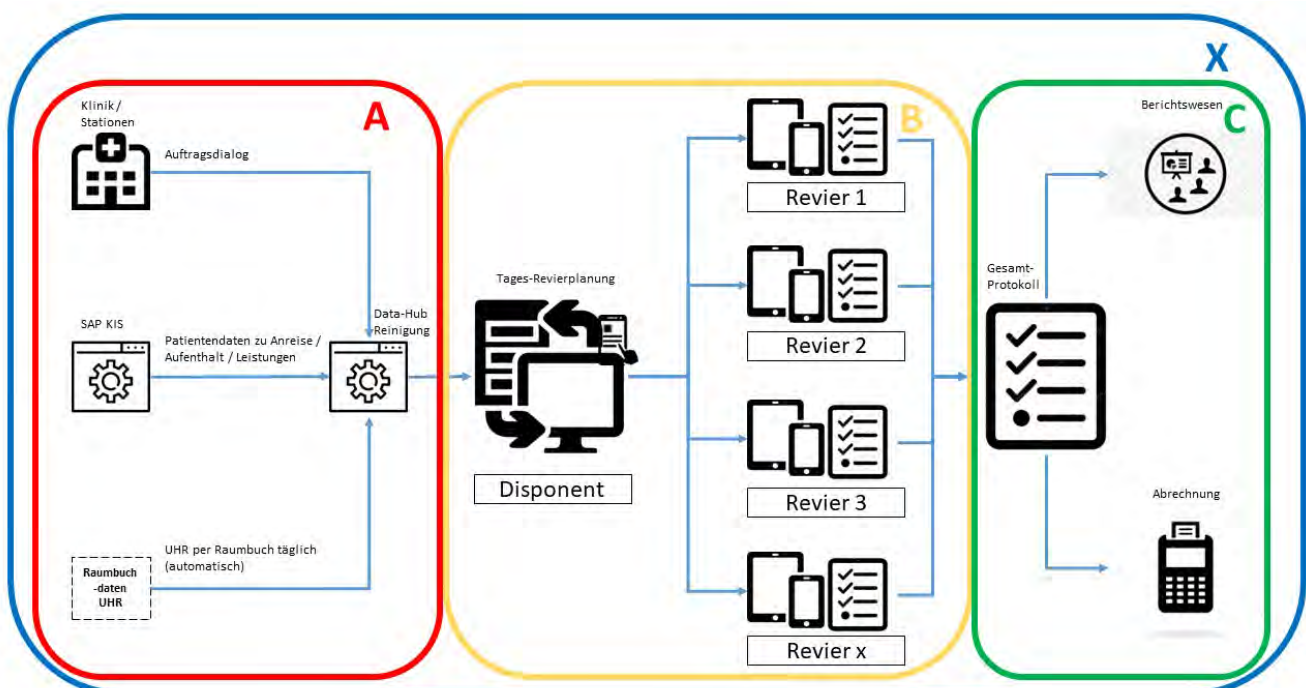 X
A
Klinik /
Stationen
Auftragsdialog
SAP KIS
Patientendaten zu Anreise /
Aufenthalt / Leistungen
Data-Hub
Reinigung
UHR per Raumbuch täglich
(automatisch)
Raumbuch
-daten
UHR
B
Tages-Revierplanung
Disponent
Revier 1
Revier 2
Revier 3
Revier x
C
Berichtswesen
Gesamt-
Protokoll
Abrechnung